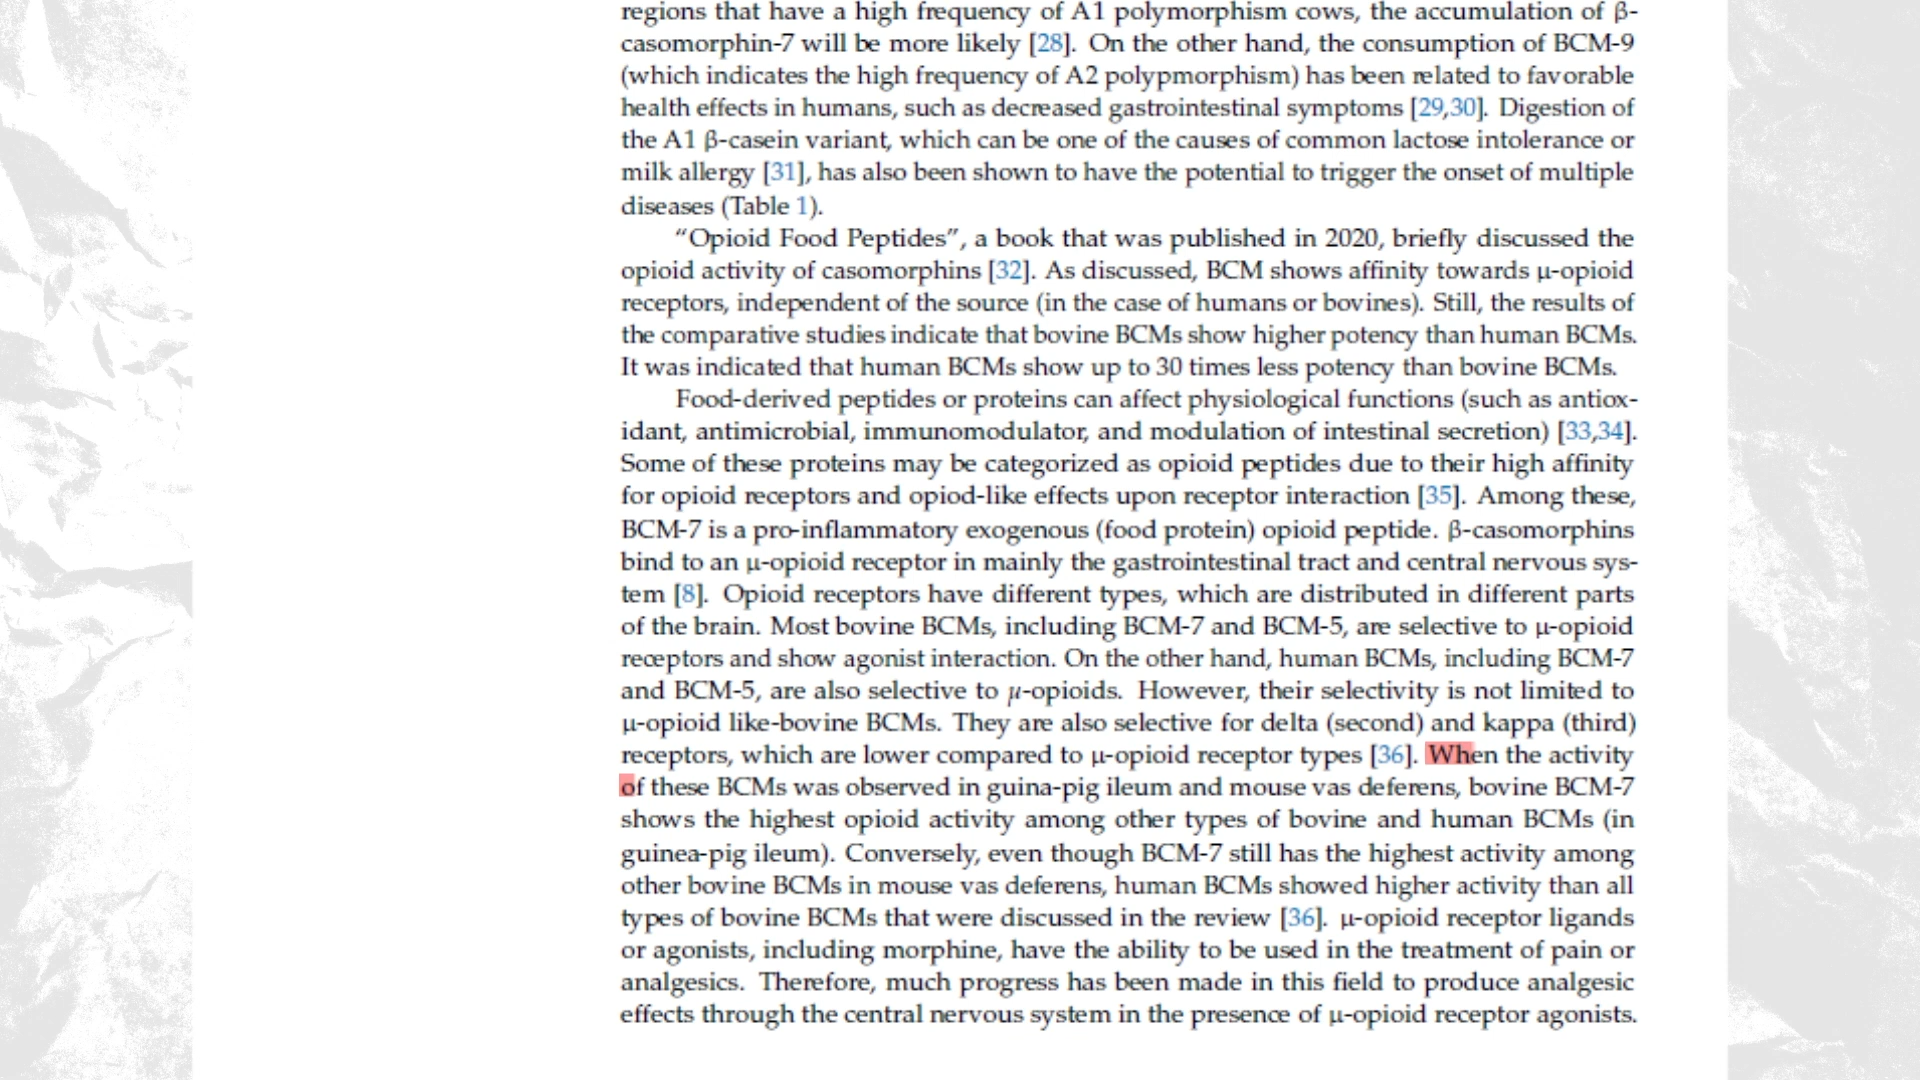 regions that have a high frequency of A1 polymorphism cows, the accumulation of β-
casomorphin-7 will be more likely [28]. On the other hand, the consumption of BCM-9
(which indicates the high frequency of A2 polypmorphism) has been related to favorable
health effects in humans, such as decreased gastrointestinal symptoms [29,30]. Digestion of
the A1 β-casein variant, which can be one of the causes of common lactose intolerance or
milk allergy [31], has also been shown to have the potential to trigger the onset of multiple
diseases (Table 1).
“Opioid Food Peptides”, a book that was published in 2020, briefly discussed the
opioid activity of casomorphins [32]. As discussed, BCM shows affinity towards μ-opioid
receptors, independent of the source (in the case of humans or bovines). Still, the results of
the comparative studies indicate that bovine BCMs show higher potency than human BCMs.
It was indicated that human BCMs show up to 30 times less potency than bovine BCMs.
Food-derived peptides or proteins can affect physiological functions (such as antiox-
idant, antimicrobial, immunomodulator, and modulation of intestinal secretion) [33,34].
Some of these proteins may be categorized as opioid peptides due to their high affinity
for opioid receptors and opiod-like effects upon receptor interaction [35]. Among these,
BCM-7 is a pro-inflammatory exogenous (food protein) opioid peptide. β-casomorphins
bind to an μ-opioid receptor in mainly the gastrointestinal tract and central nervous sys-
tem [8]. Opioid receptors have different types, which are distributed in different parts
of the brain. Most bovine BCMs, including BCM-7 and BCM-5, are selective to μ-opioid
receptors and show agonist interaction. On the other hand, human BCMs, including BCM-7
and BCM-5, are also selective to μ-opioids. However, their selectivity is not limited to
μ-opioid like-bovine BCMs. They are also selective for delta (second) and kappa (third)
receptors, which are lower compared to μ-opioid receptor types [36]. When the activity
of these BCMs was observed in guina-pig ileum and mouse vas deferens, bovine BCM-7
shows the highest opioid activity among other types of bovine and human BCMs (in
guinea-pig ileum). Conversely, even though BCM-7 still has the highest activity among
other bovine BCMs in mouse vas deferens, human BCMs showed higher activity than all
types of bovine BCMs that were discussed in the review [36]. μ-opioid receptor ligands
or agonists, including morphine, have the ability to be used in the treatment of pain or
analgesics. Therefore, much progress has been made in this field to produce analgesic
effects through the central nervous system in the presence of μ-opioid receptor agonists.